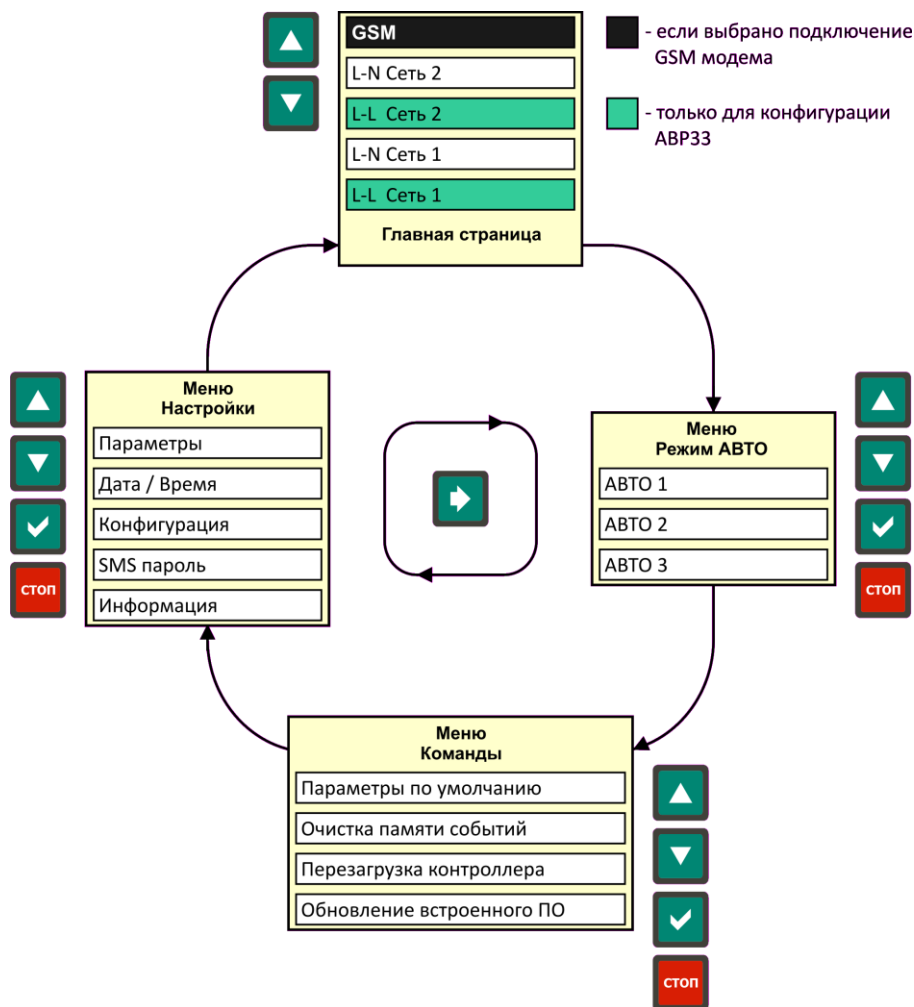 GSM
L-N Сеть 2
L-L Сеть 2
L-N Сеть 1
L-L Сеть 1
Главная страница
- если выбрано подключение
GSM модема
- только для конфигурации
АВР33
Меню
Настройки
Параметры
Дата / Время
Конфигурация
SMS пароль
Информация
СТОП
Меню
Режим АВТО
АВТО 1
АВТО 2
АВТО 3
СТОП
Меню
Команды
Параметры по умолчанию
Очистка памяти событий
Перезагрузка контроллера
Обновление встроенного ПО
СТОП